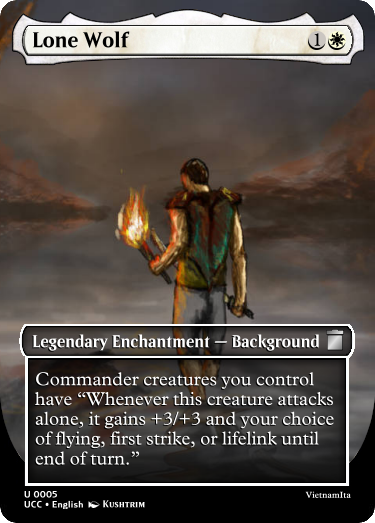 Lone Wolf
1
Legendary Enchantment — Background
Commander creatures you control
have “Whenever this creature attacks
alone, it gains +3/+3 and your choice
of flying, first strike, or lifelink until
end of turn.”
U 0005
VietnamIta
UCC • English Kushtrim